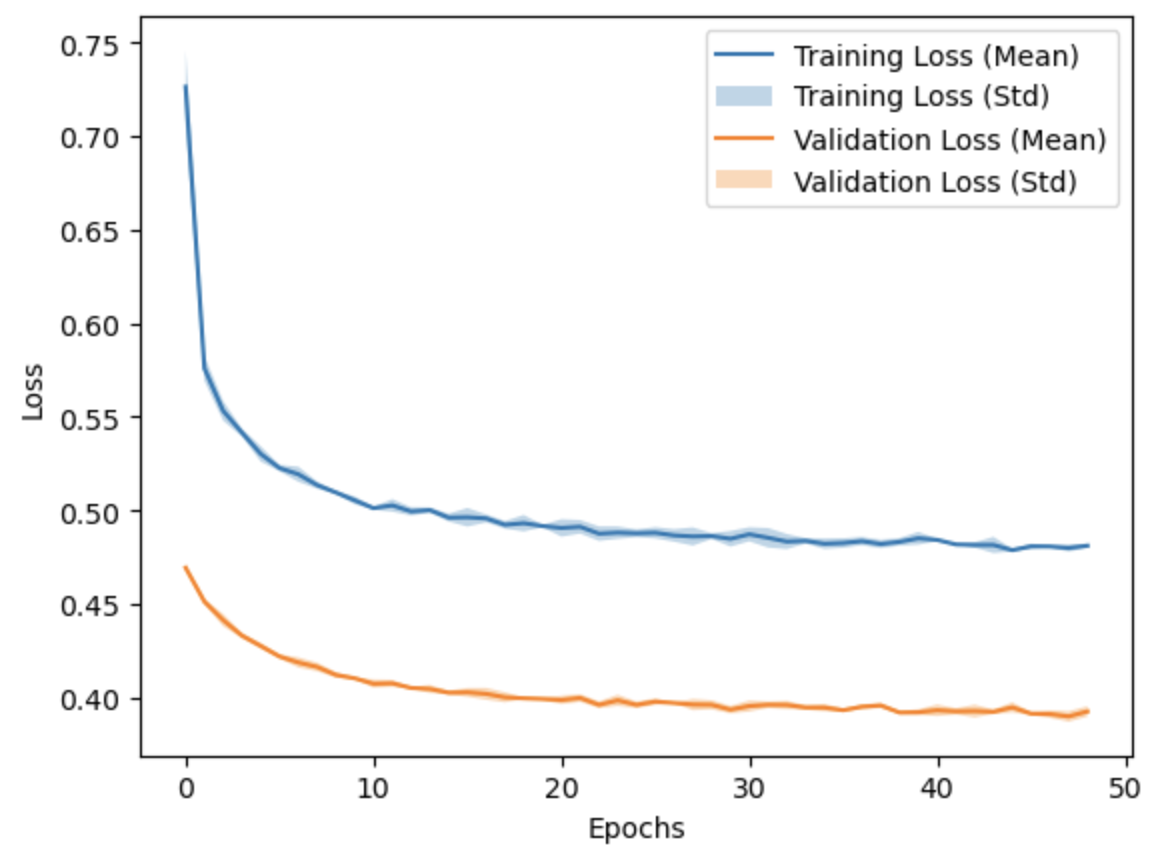 0.75
0.70
0.65
0.60
0.55
0.50
0.45
0.40
Loss
Training Loss (Mean)
Training Loss (Std)
Validation Loss (Mean)
Validation Loss (Std)
0 10 20 30 40 50
Epochs